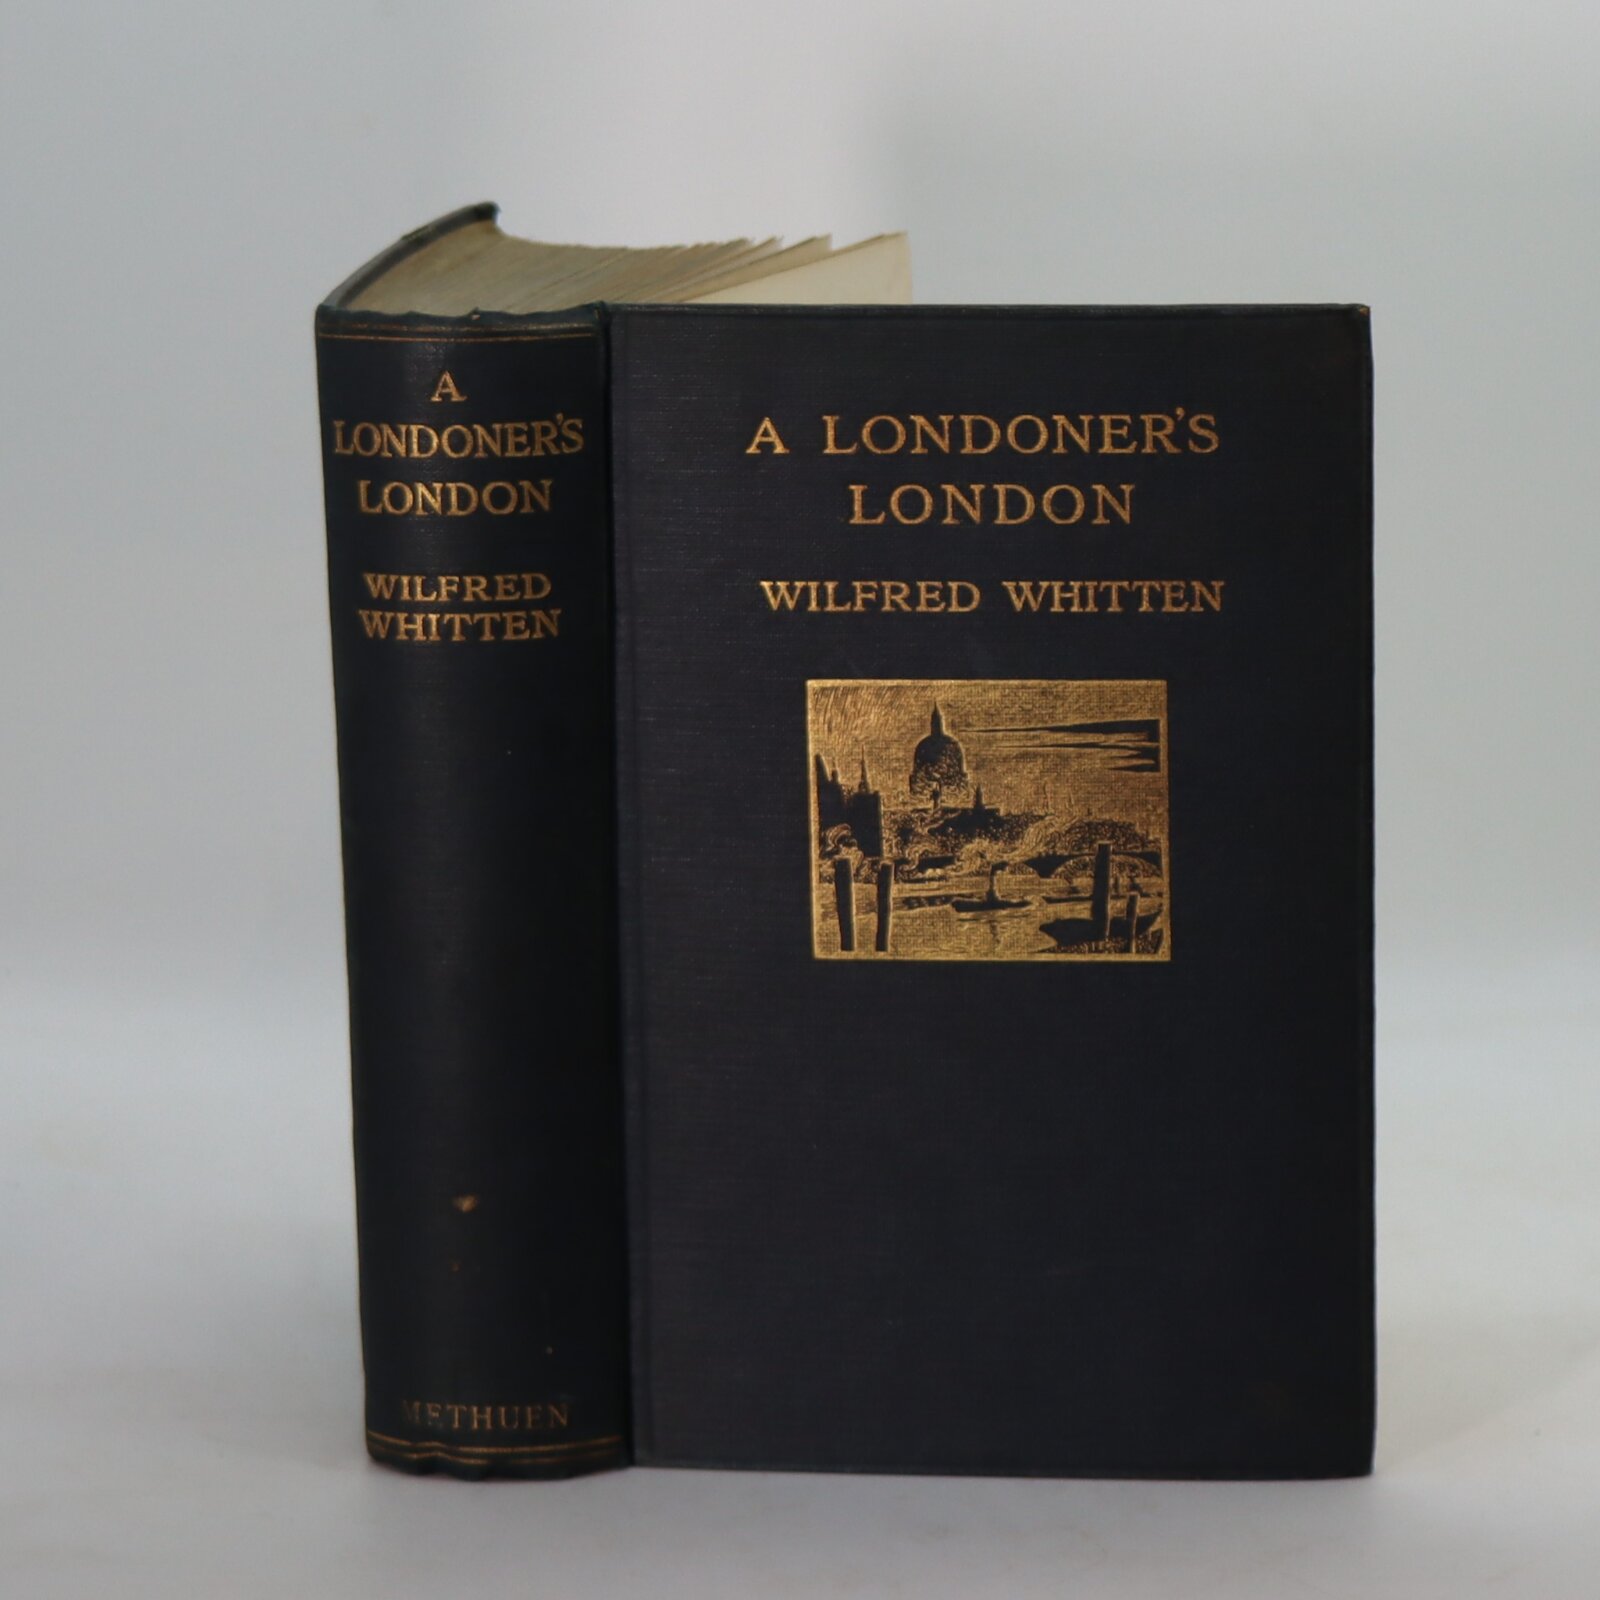 A
LONDONER'S
LONDON
WILFRED
WHITTEN
METHUEN
A LONDONER'S
LONDON
WILFRED WHITTEN